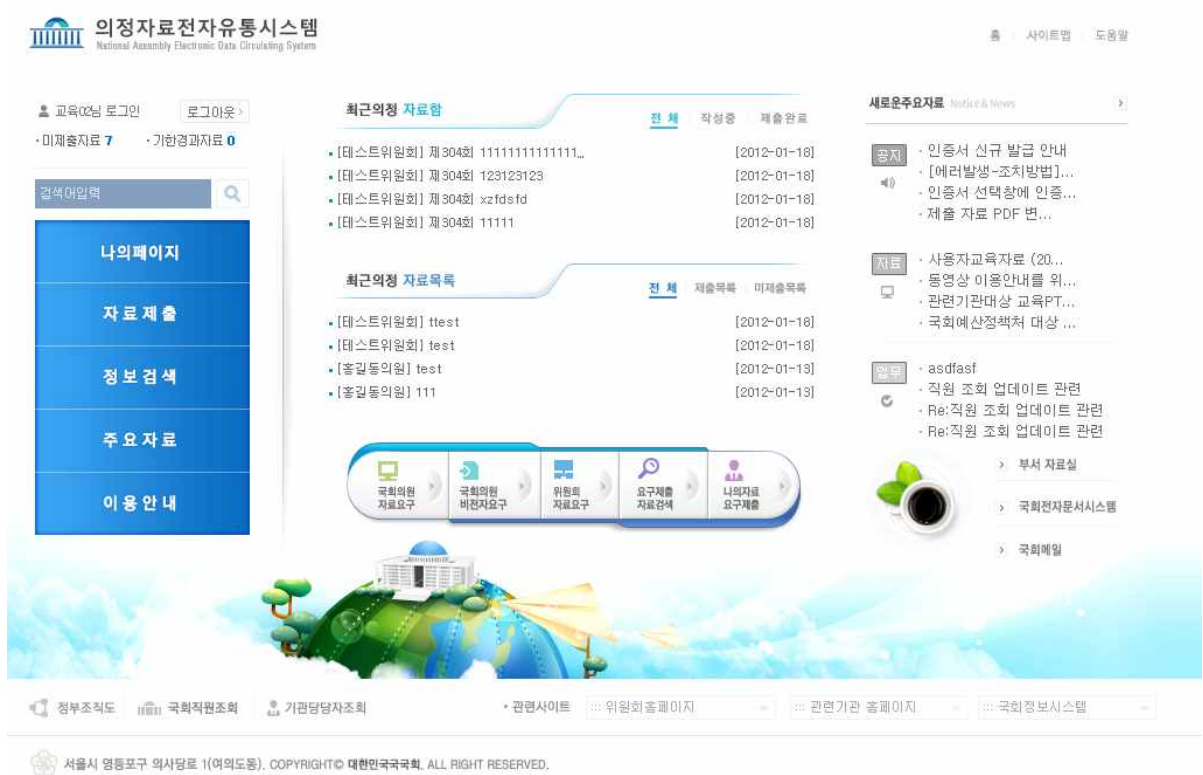 의정자료전자유통시스템
National Assembly Electronic Data Circulating System
홈 사이트맵 도움말
교육02님 로그인 로그아웃
·미제출자료 7 ·기한경과자료 0
검색어입력
나의페이지
자료제출
정보검색
주요자료
이용안내
최근의정 자료함
전체 작성중 제출완료
[테스트위원회] 제304회 11111111111111... [2012-01-18]
[테스트위원회] 제304회 123123123 [2012-01-18]
[테스트위원회] 제304회 xzfdsfd [2012-01-18]
[테스트위원회] 제304회 11111 [2012-01-18]
최근의정 자료목록
전체 제출목록 미제출목록
[테스트위원회] ttest [2012-01-18]
[테스트위원회] test [2012-01-18]
[홍길동의원] test [2012-01-13]
[홍길동의원] 111 [2012-01-13]
국회의원 자료요구
국회의원 비전자요구
위원회 자료요구
요구제출 자료검색
나의자료 요구제출
새로운주요자료 Notice & News
공지
· 인증서 신규 발급 안내
· [에러발생-조치방법]...
· 인증서 선택창에 인증...
· 제출 자료 PDF 변...
자료
· 사용자교육자료 (20...
· 동영상 이용안내를 위...
· 관련기관대상 교육PT...
· 국회예산정책처 대상 ...
업무
· asdfasf
· 직원 조회 업데이트 관련
· Re:직원 조회 업데이트 관련
· Re:직원 조회 업데이트 관련
부서 자료실
국회전자문서시스템
국회메일
정부조직도 국회직원조회 기관담당자조회
· 관련사이트 ::: 위원회홈페이지 ::: 관련기관 홈페이지 ::: 국회정보시스템
서울시 영등포구 의사당로 1(여의도동). COPYRIGHT© 대한민국국국회. ALL RIGHT RESERVED.